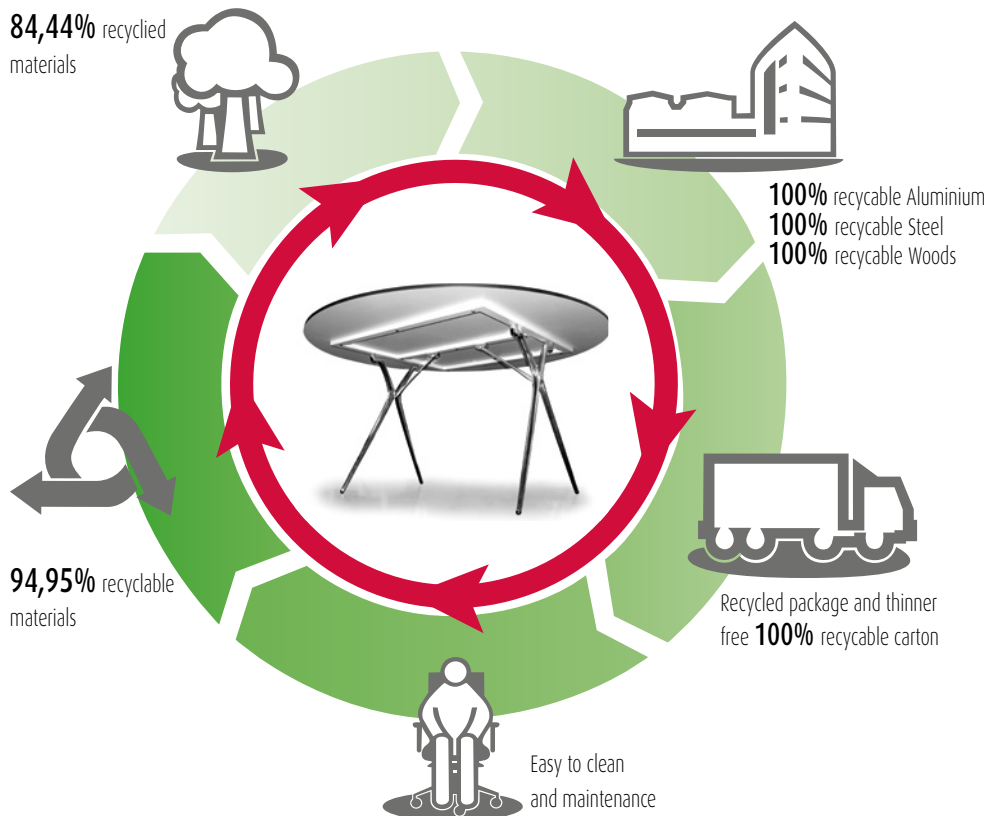 84,44% recyclied
materials
100% recycable Aluminium
100% recycable Steel
100% recycable Woods
Recycled package and thinner
free 100% recycable carton
Easy to clean
and maintenance
94,95% recyclable
materials